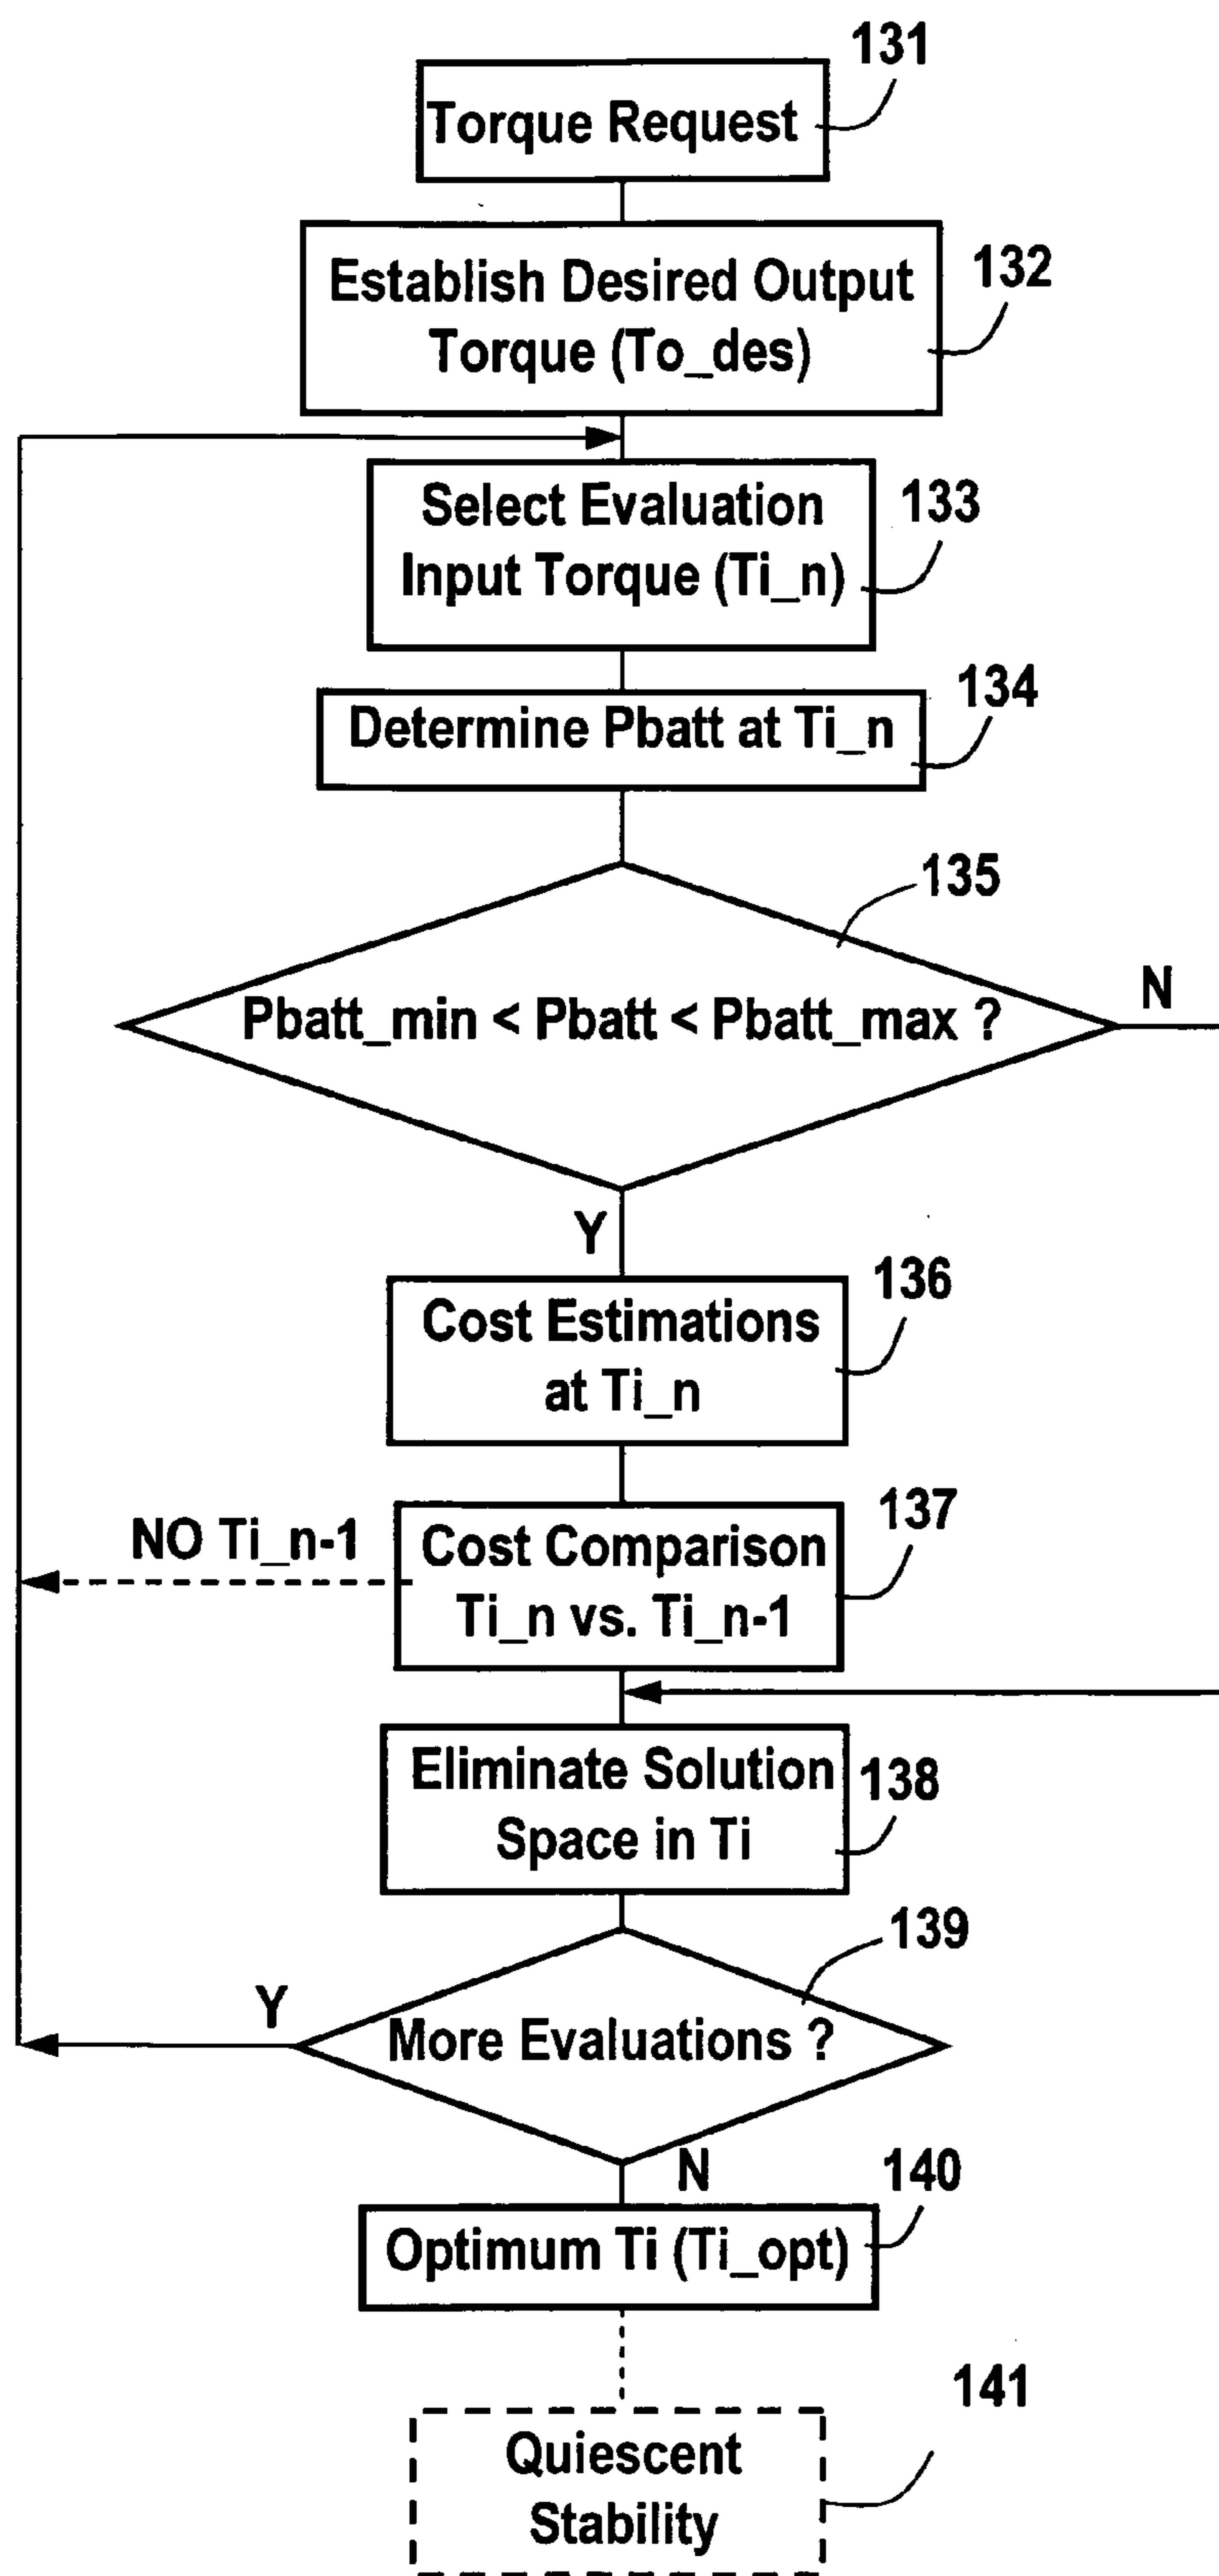 131
Torque Request
132
Establish Desired Output
Torque (To_des)
133
Select Evaluation
Input Torque (Ti_n)
134
Determine Pbatt at Ti_n
135
Pbatt_min < Pbatt < Pbatt_max ?
N
Y
136
Cost Estimations
at Ti_n
137
NO Ti_n-1
Cost Comparison
Ti_n vs. Ti_n-1
138
Eliminate Solution
Space in Ti
139
Y
More Evaluations ?
N
140
Optimum Ti (Ti_opt)
141
Quiescent
Stability